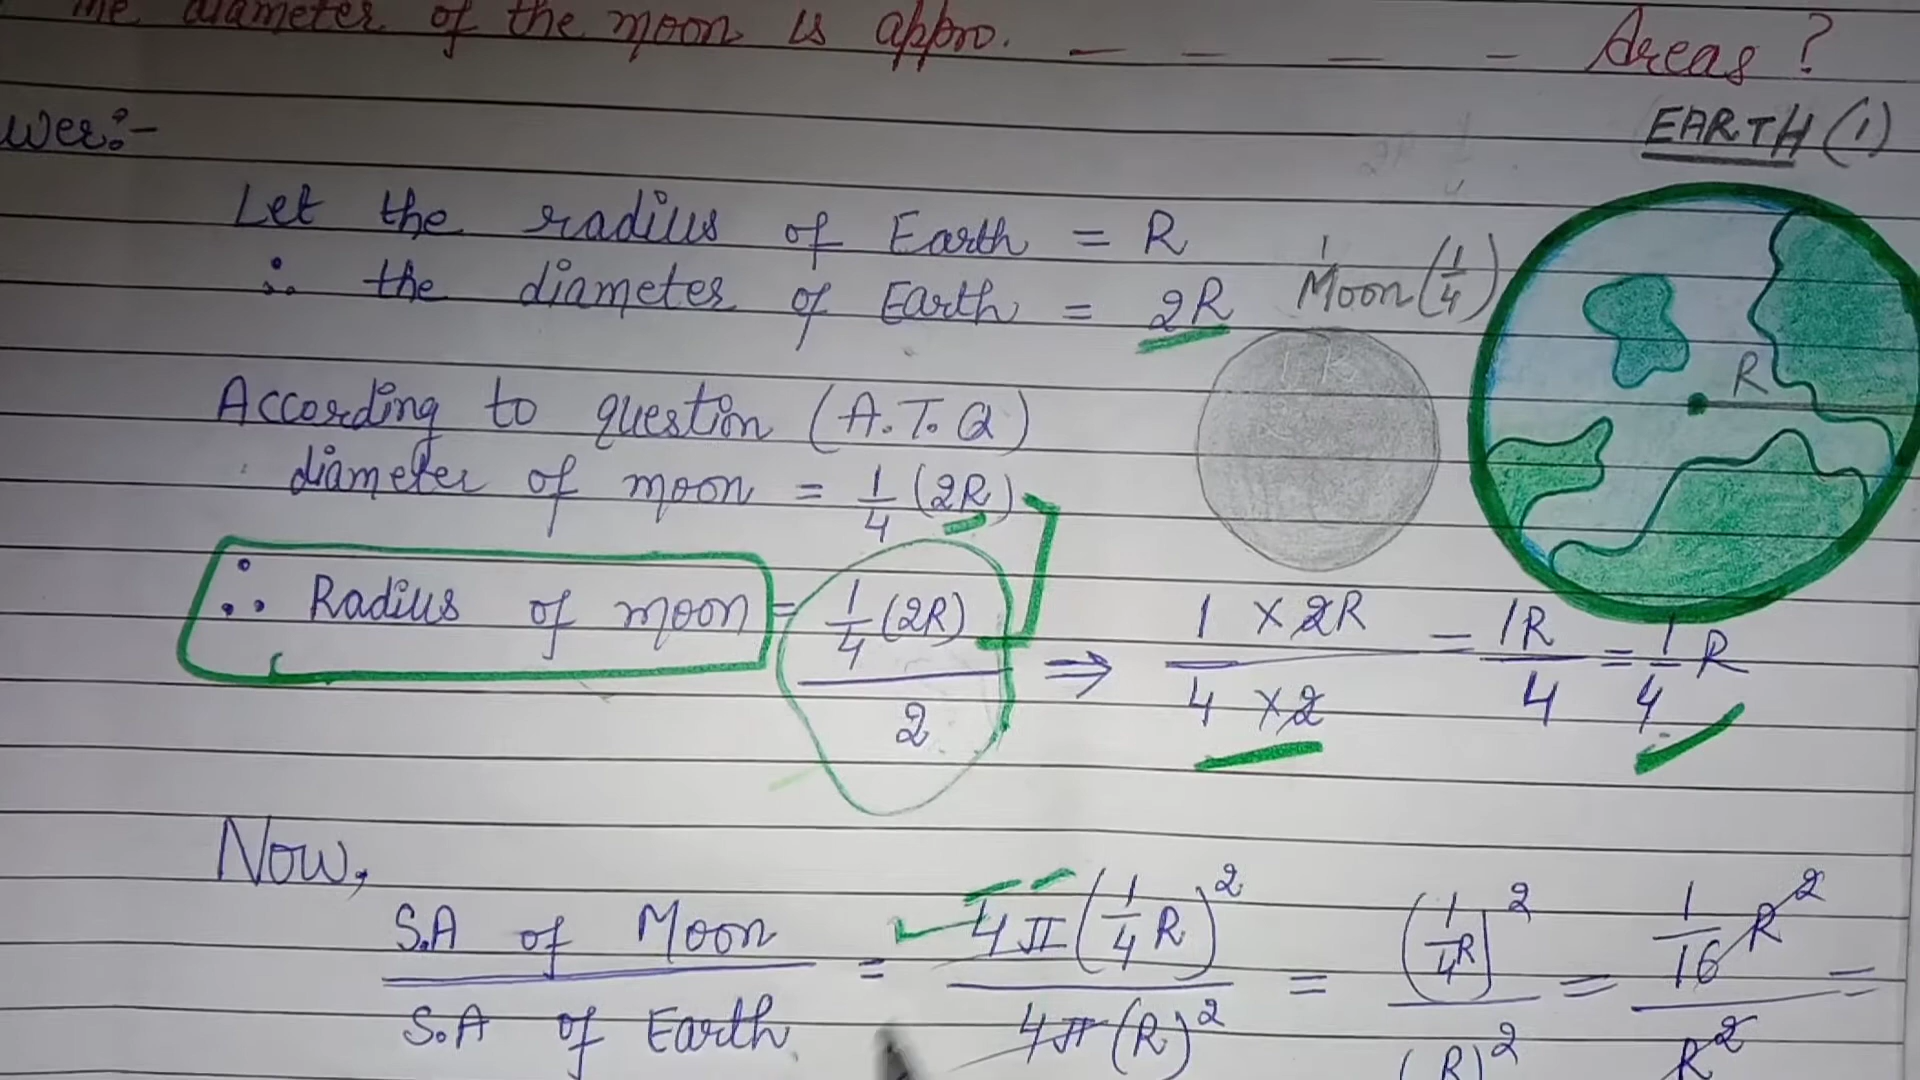 The diameter of the moon is appro. _ _ _ _ Areas ?
wer:-
EARTH (1)
Let the radius of Earth = R
∴ the diameter of Earth = 2R
Moon (1/4)
R
According to question (A.T.Q)
diameter of moon = 1/4 (2R)
∴ Radius of moon = 1/4 (2R) / 2 ⇒ 1 × 2R / 4 × 2 = 1R / 4 = 1/4 R
Now,
S.A of Moon / S.A of Earth = 4π (1/4 R)² / 4π (R)² = (1/4 R)² / (R)² = 1/16 R² / R² =